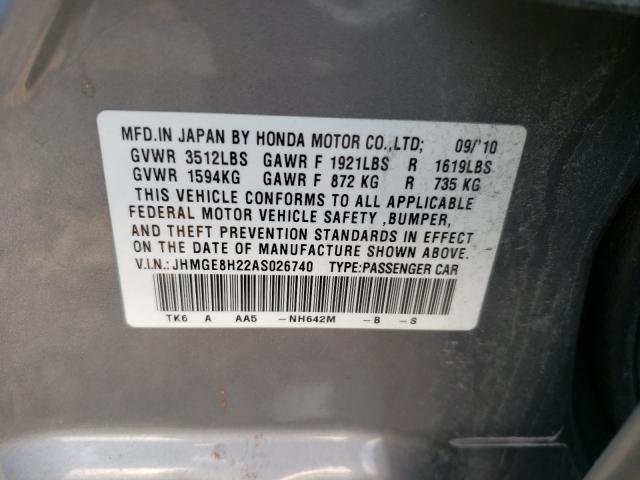 MFD.IN JAPAN BY HONDA MOTOR CO.,LTD; 09/'10
GVWR 3512LBS GAWR F 1921LBS R 1619LBS
GVWR 1594KG GAWR F 872 KG R 735 KG
THIS VEHICLE CONFORMS TO ALL APPLICABLE
FEDERAL MOTOR VEHICLE SAFETY ,BUMPER,
AND THEFT PREVENTION STANDARDS IN EFFECT
ON THE DATE OF MANUFACTURE SHOWN ABOVE.
V.I.N.: JHMGE8H22AS026740 TYPE:PASSENGER CAR
TK6 A AA5 -NH642M -B -S